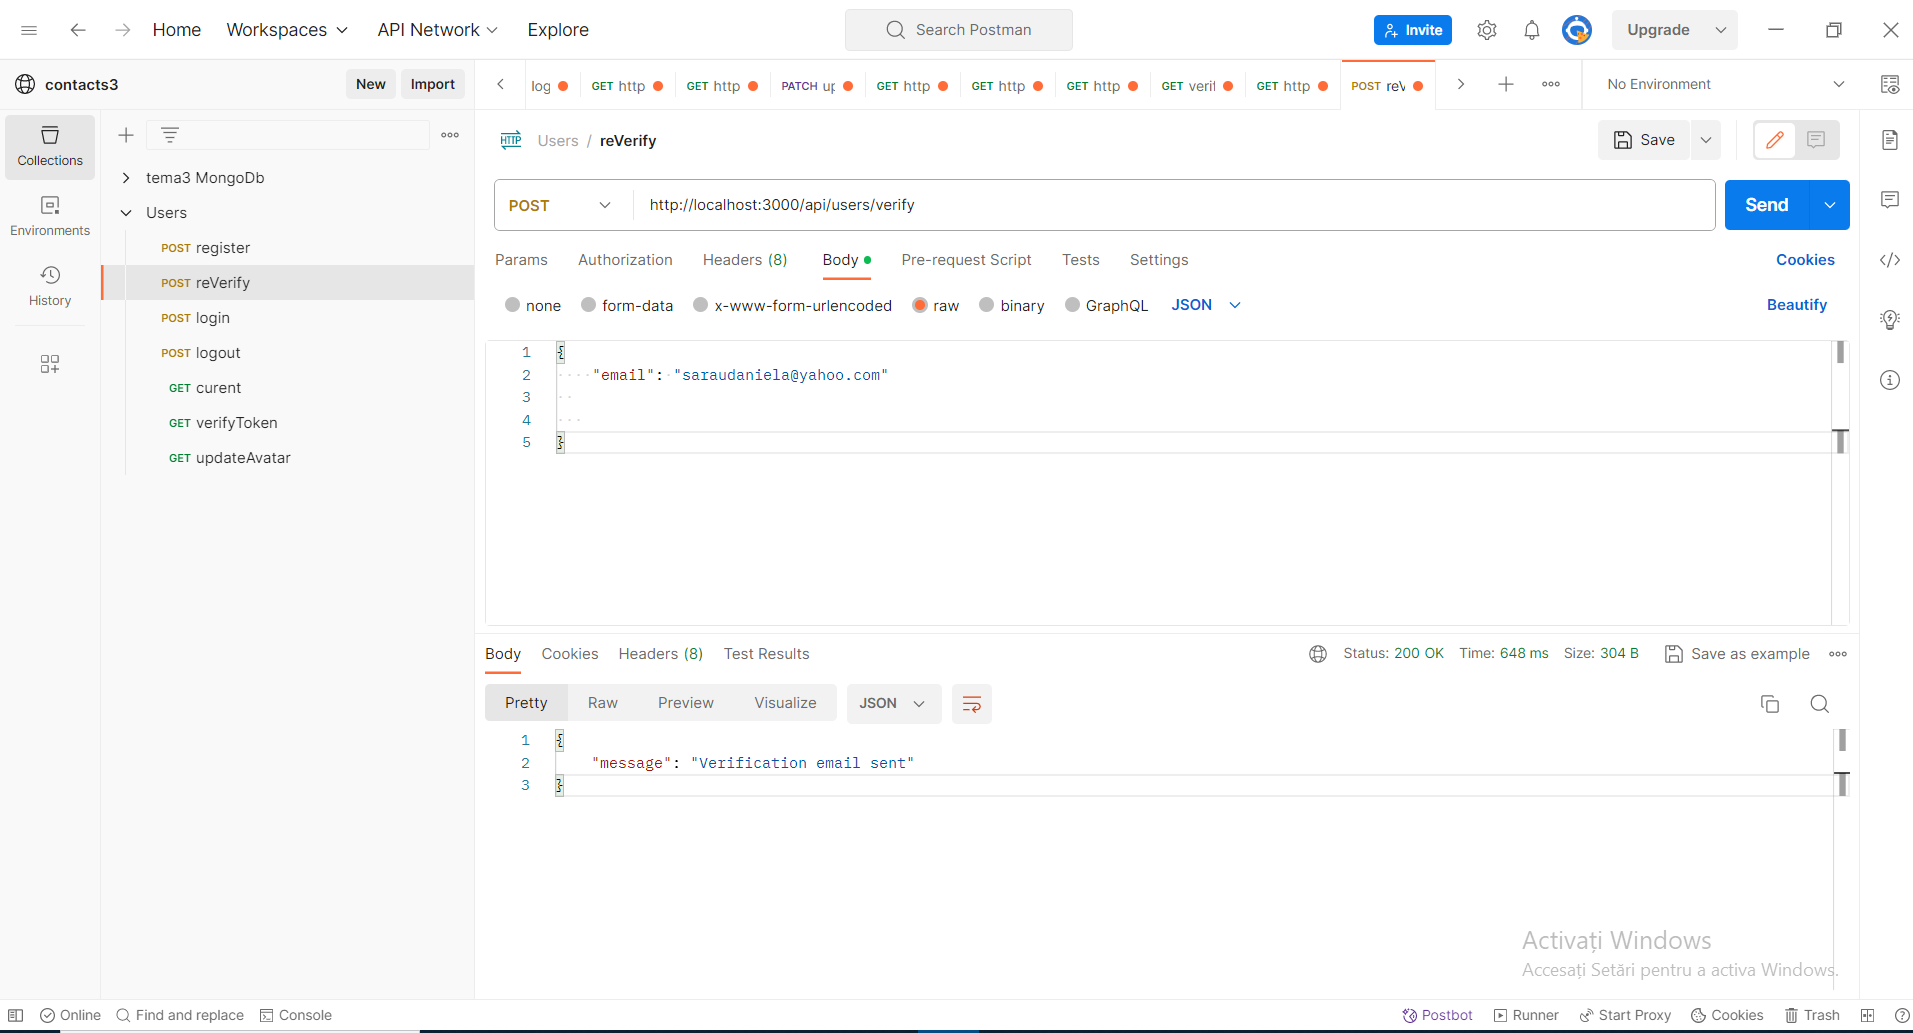 Home Workspaces API Network Explore Search Postman Invite Upgrade
contacts3 New Import log GET http GET http PATCH up GET http GET http GET http GET verif GET http POST reV No Environment
Collections
Environments
History
tema3 MongoDb
Users
POST register
POST reVerify
POST login
POST logout
GET curent
GET verifyToken
GET updateAvatar
HTTP Users / reVerify Save
POST http://localhost:3000/api/users/verify Send
Params Authorization Headers (8) Body Pre-request Script Tests Settings Cookies
none form-data x-www-form-urlencoded raw binary GraphQL JSON Beautify
1 {
2 "email": "saraudaniela@yahoo.com"
3
4
5 }
Body Cookies Headers (8) Test Results Status: 200 OK Time: 648 ms Size: 304 B Save as example
Pretty Raw Preview Visualize JSON
1 {
2 "message": "Verification email sent"
3 }
Activați Windows
Accesați Setări pentru a activa Windows.
Online Find and replace Console Postbot Runner Start Proxy Cookies Trash